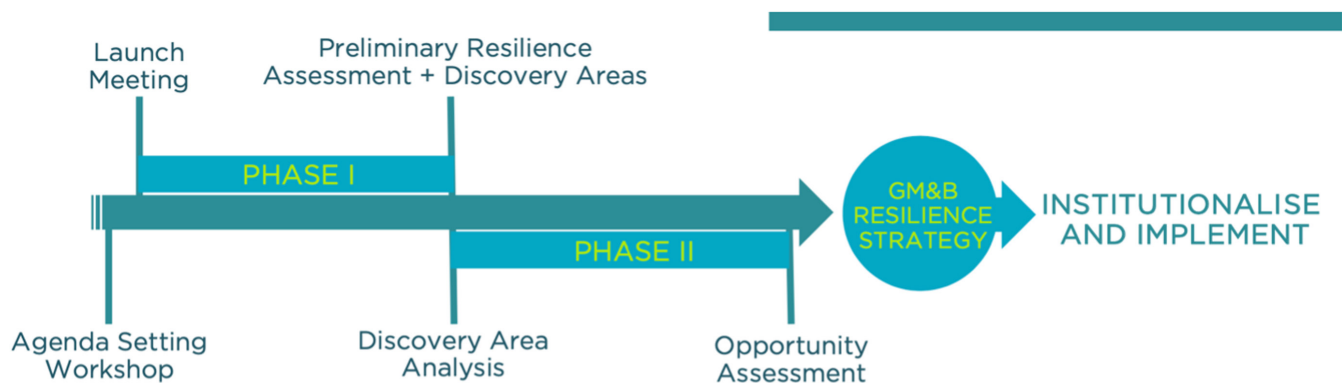 Launch
Meeting
Preliminary Resilience
Assessment + Discovery Areas
PHASE I
GM&B
RESILIENCE
STRATEGY
INSTITUTIONALISE
AND IMPLEMENT
PHASE II
Agenda Setting
Workshop
Discovery Area
Analysis
Opportunity
Assessment